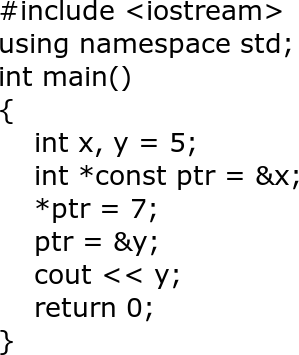 #include <iostream>
using namespace std;
int main()
{
    int x, y = 5;
    int *const ptr = &x;
    *ptr = 7;
    ptr = &y;
    cout << y;
    return 0;
}